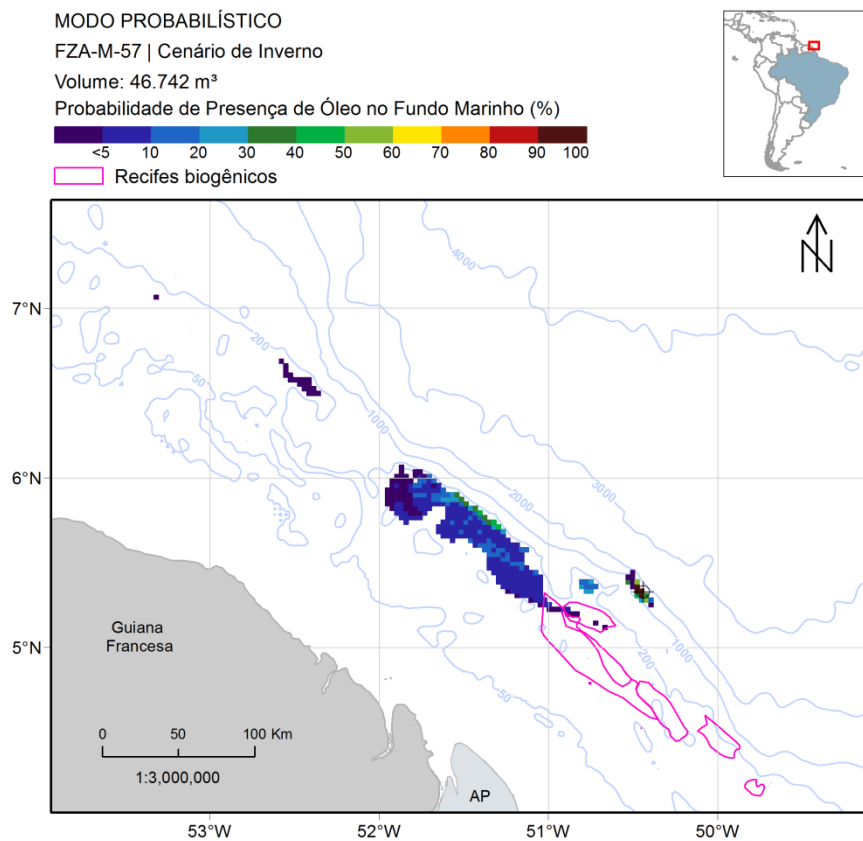 MODO PROBABILÍSTICO
FZA-M-57 | Cenário de Inverno
Volume: 46.742 m³
Probabilidade de Presença de Óleo no Fundo Marinho (%)
<5 10 20 30 40 50 60 70 80 90 100
Recifes biogênicos
N
4000
7°N
200
50
1000
6°N
2000
3000
5°N
Guiana
Francesa
200
1000
50
0 50 100 Km
1:3,000,000
AP
53°W 52°W 51°W 50°W